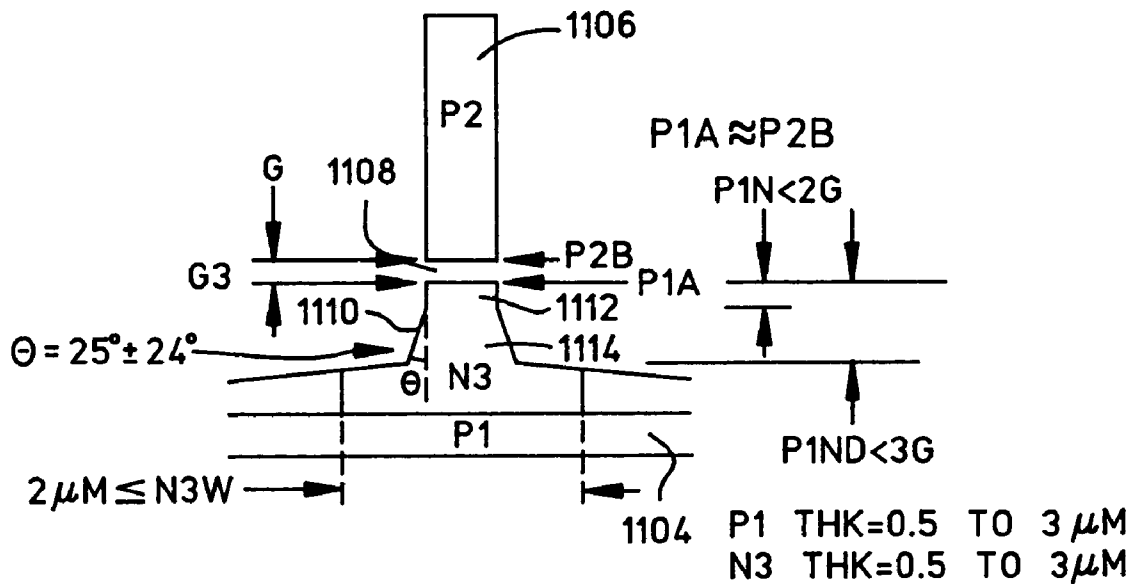 1106
P2
P1A≈P2B
G
1108
P1N<2G
P2B
G3
P1A
1110
1112
Θ=25°±24°
1114
Θ
N3
P1
P1ND<3G
2μM≤N3W
1104
P1 THK=0.5 TO 3μM
N3 THK=0.5 TO 3μM